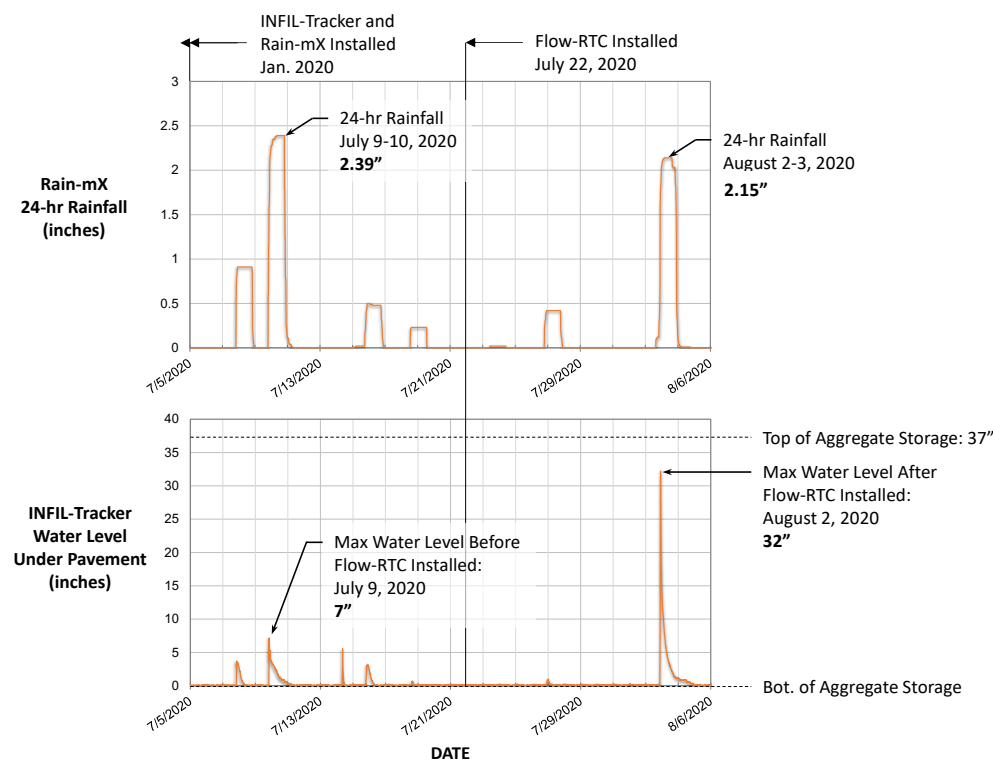 INFIL-Tracker and
Rain-mX Installed
Jan. 2020
Flow-RTC Installed
July 22, 2020
Rain-mX
24-hr Rainfall
(inches)
3
2.5
2
1.5
1
0.5
0
24-hr Rainfall
July 9-10, 2020
2.39”
24-hr Rainfall
August 2-3, 2020
2.15”
7/5/2020
7/13/2020
7/21/2020
7/29/2020
8/6/2020
INFIL-Tracker
Water Level
Under Pavement
(inches)
40
35
30
25
20
15
10
5
0
Top of Aggregate Storage: 37”
Max Water Level After
Flow-RTC Installed:
August 2, 2020
32”
Max Water Level Before
Flow-RTC Installed:
July 9, 2020
7”
Bot. of Aggregate Storage
7/5/2020
7/13/2020
7/21/2020
7/29/2020
8/6/2020
DATE